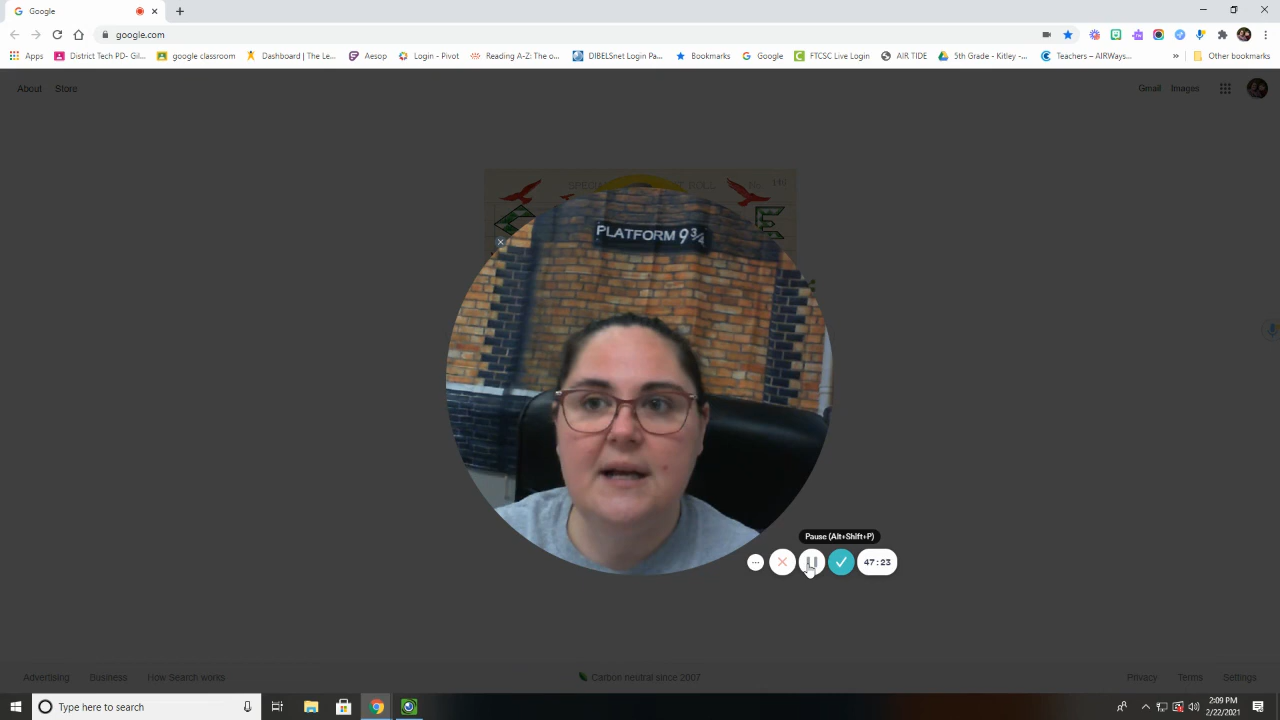 Google
google.com
Apps District Tech PD- Gil... google classroom Dashboard | The Le... Aesop Login - Pivot Reading A-Z: The o... DIBELSnet Login Pa... Bookmarks Google FTCSC Live Login AIR TIDE 5th Grade - Kitley -... Teachers – AIRWays... » Other bookmarks
About Store Gmail Images
PLATFORM 9¾
Pause (Alt+Shift+P)
47:23
Advertising Business How Search works Carbon neutral since 2007 Privacy Terms Settings
Type here to search
2:09 PM
2/22/2021